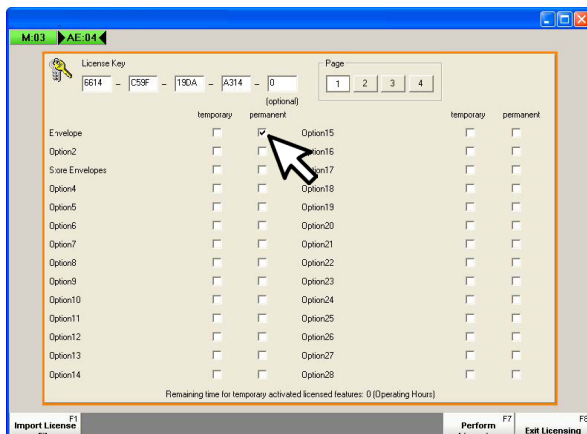 M:03 AE:04
License Key
Page
6614 - C59F - 19DA - A314 - 0
1 2 3 4
(optional)
temporary permanent temporary permanent
Envelope Option15
Option2 Option16
Store Envelopes Option17
Option4 Option18
Option5 Option19
Option6 Option20
Option7 Option21
Option8 Option22
Option9 Option23
Option10 Option24
Option11 Option25
Option12 Option26
Option13 Option27
Option14 Option28
Remaining time for temporary activated licensed features: 0 (Operating Hours)
F1 F7 F8
Import License Perform Exit Licensing